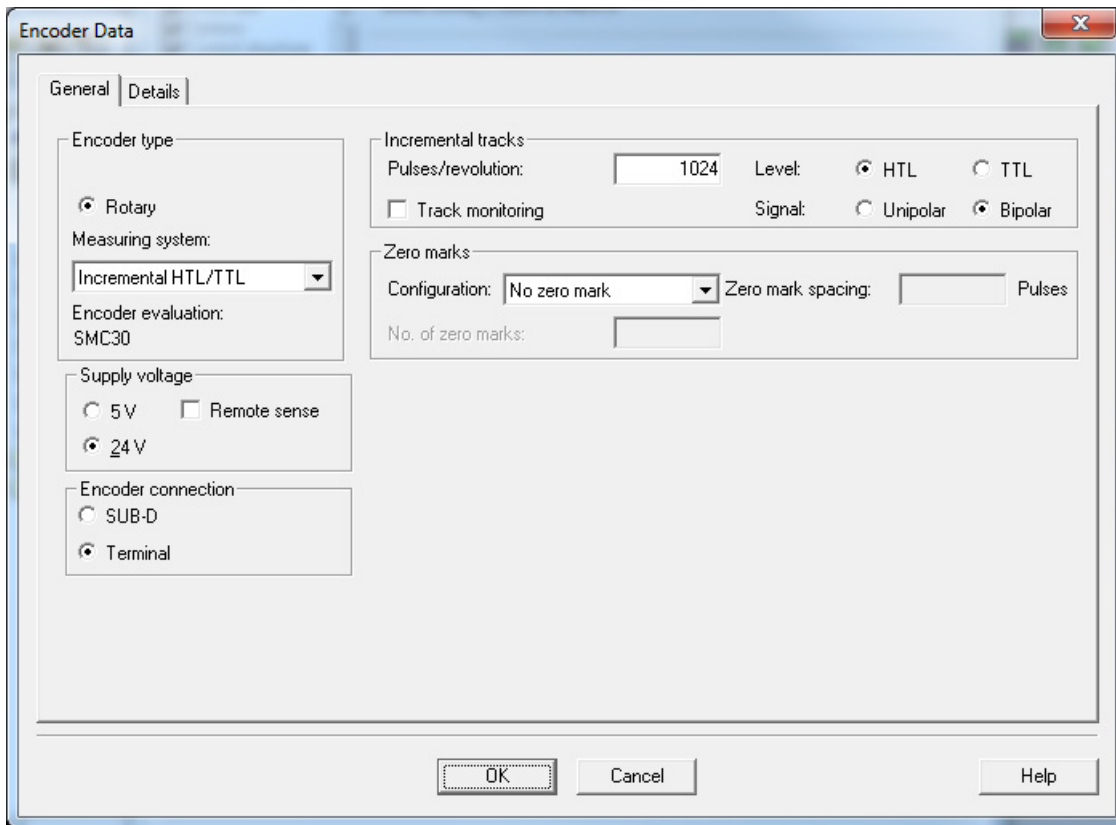 Encoder Data
General
Details
Encoder type
Rotary
Measuring system:
Incremental HTL/TTL
Encoder evaluation:
SMC30
Supply voltage
5 V
Remote sense
24 V
Encoder connection
SUB-D
Terminal
Incremental tracks
Pulses/revolution: 1024 Level: HTL TTL
Track monitoring Signal: Unipolar Bipolar
Zero marks
Configuration: No zero mark Zero mark spacing: Pulses
No. of zero marks:
OK Cancel Help